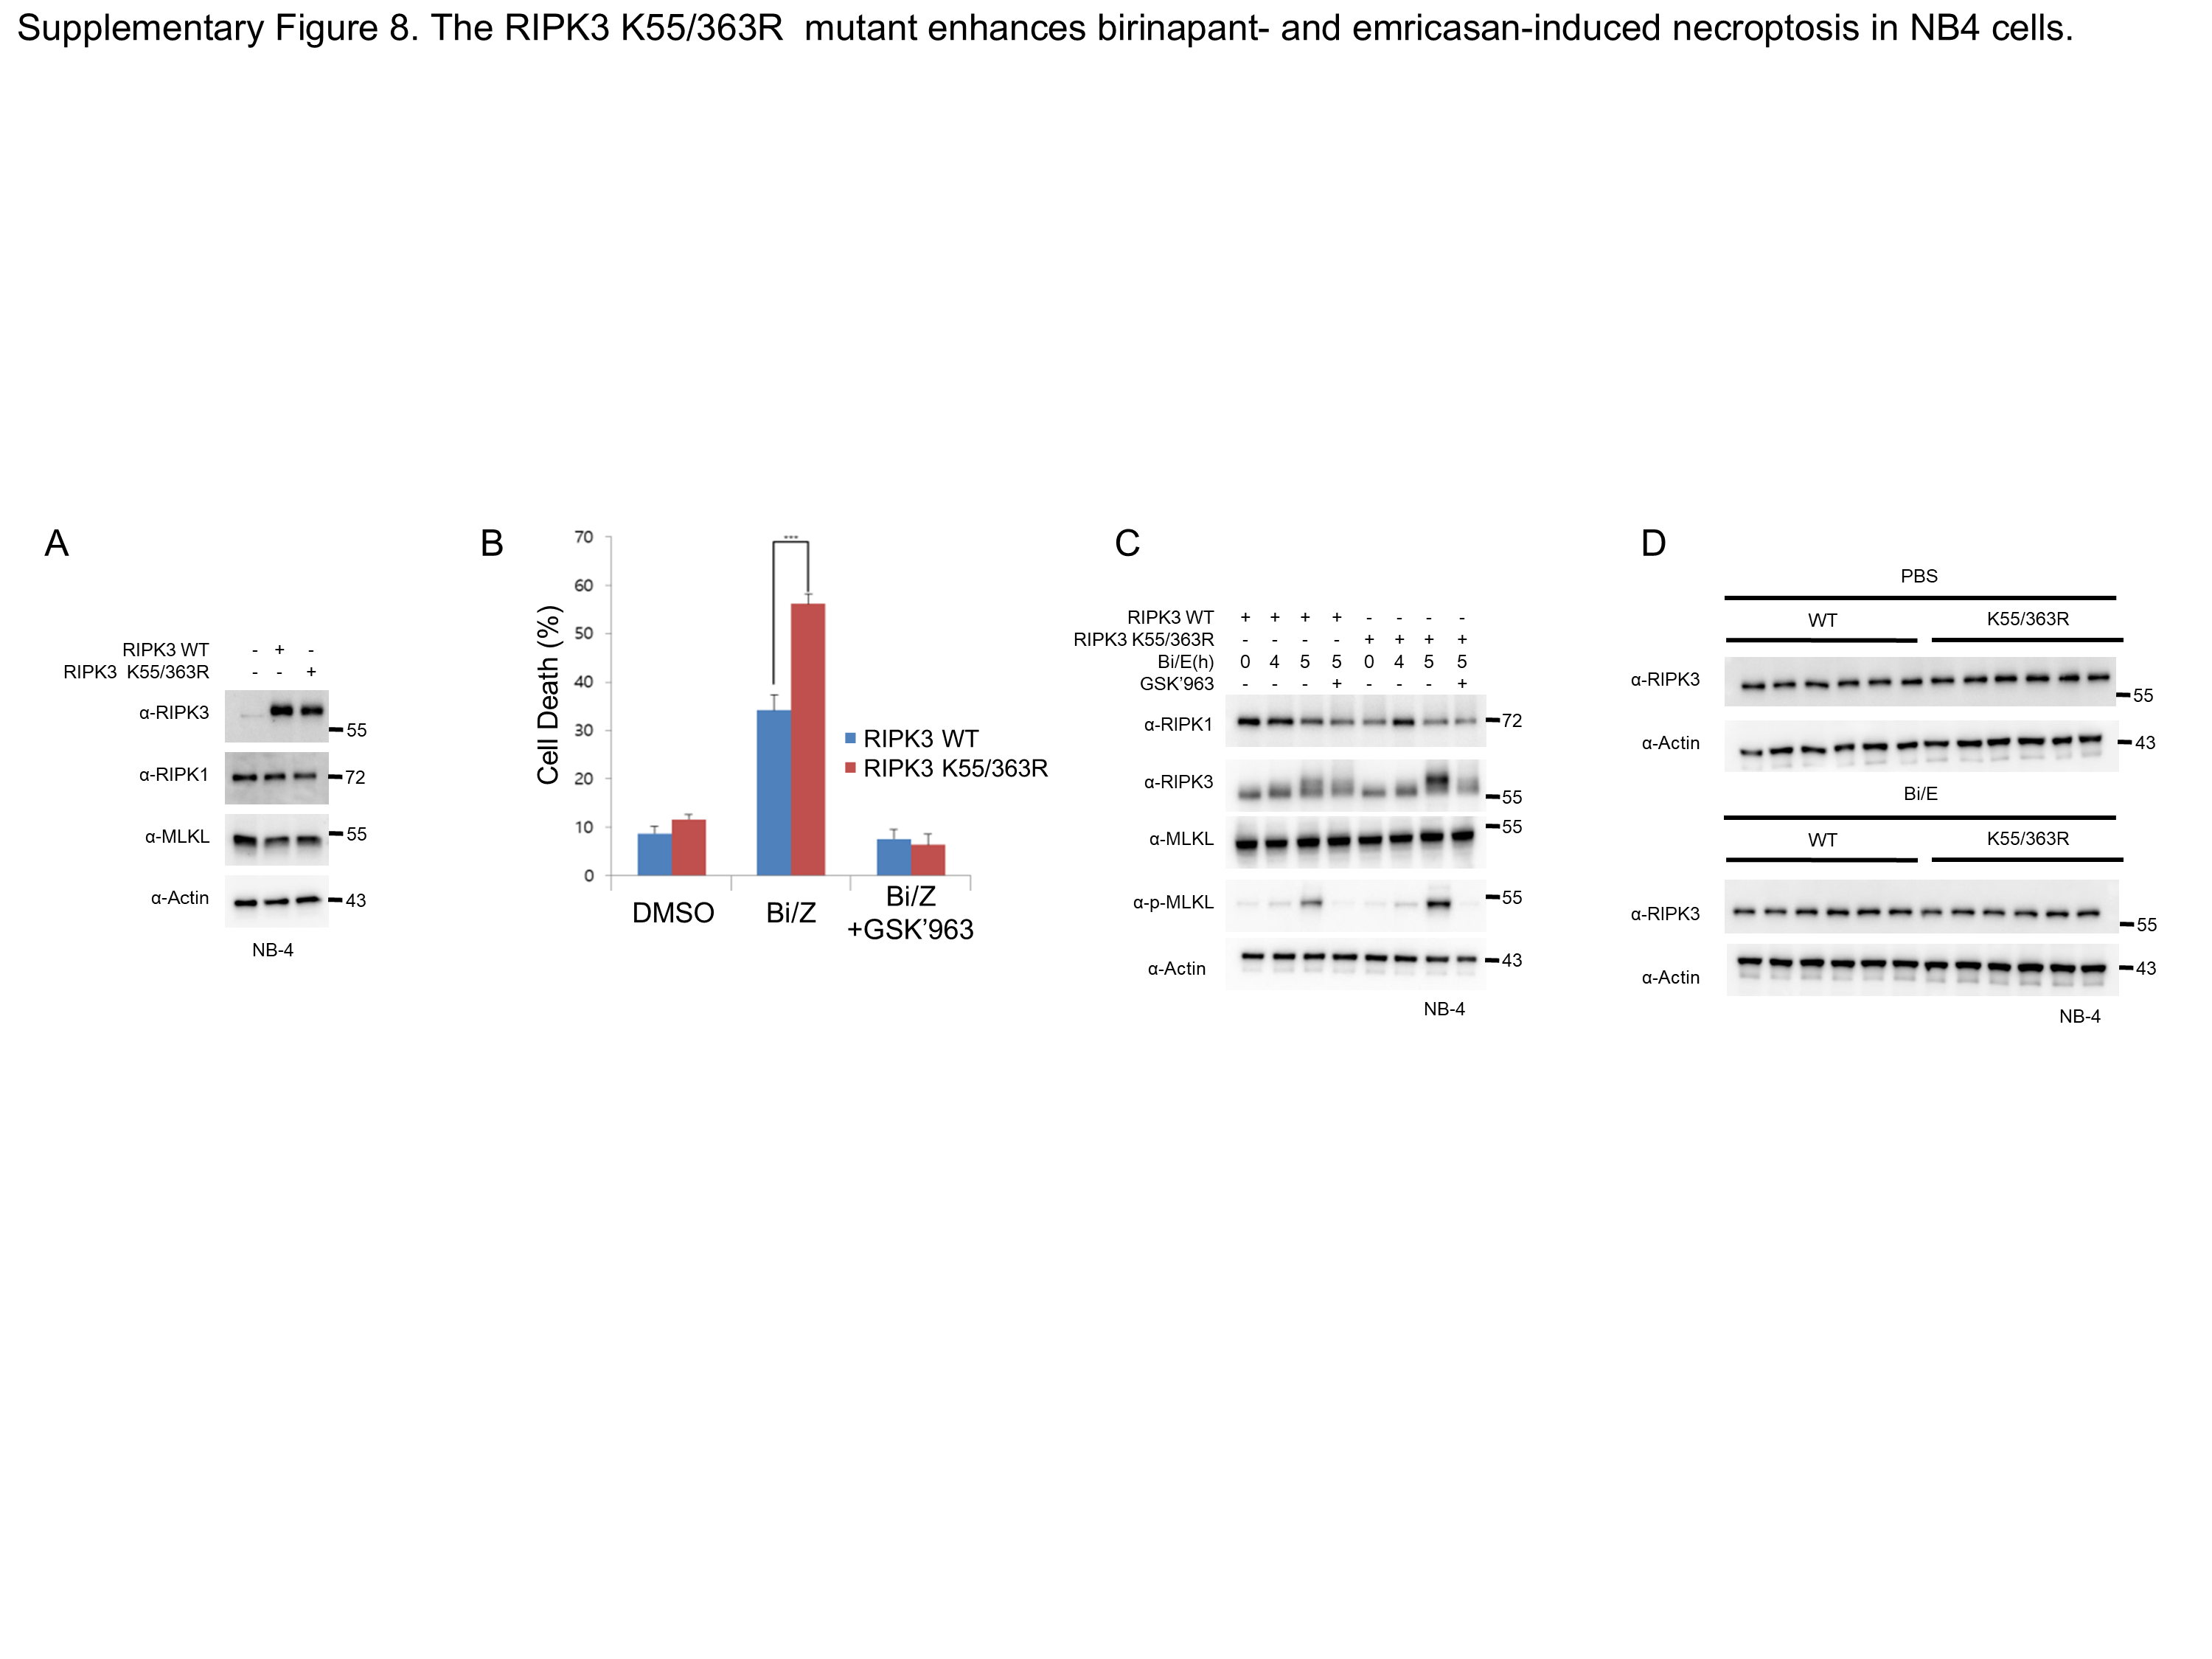 Supplementary Figure 8. The RIPK3 K55/363R  mutant enhances birinapant- and emricasan-induced necroptosis in NB4 cells.
A
RIPK3 WT - + -
RIPK3  K55/363R - - +
α-RIPK3
55
α-RIPK1
72
α-MLKL
55
α-Actin
43
NB-4
B
Cell Death (%)
70
60
50
40
30
20
10
0
***
RIPK3 WT
RIPK3 K55/363R
DMSO
Bi/Z
Bi/Z
+GSK’963
C
RIPK3 WT + + + + - - - -
RIPK3 K55/363R - - - - + + + +
Bi/E(h) 0 4 5 5 0 4 5 5
GSK’963 - - - + - - - +
α-RIPK1
72
α-RIPK3
55
α-MLKL
55
α-p-MLKL
55
α-Actin
43
NB-4
D
PBS
WT
K55/363R
α-RIPK3
55
α-Actin
43
Bi/E
WT
K55/363R
α-RIPK3
55
α-Actin
43
NB-4